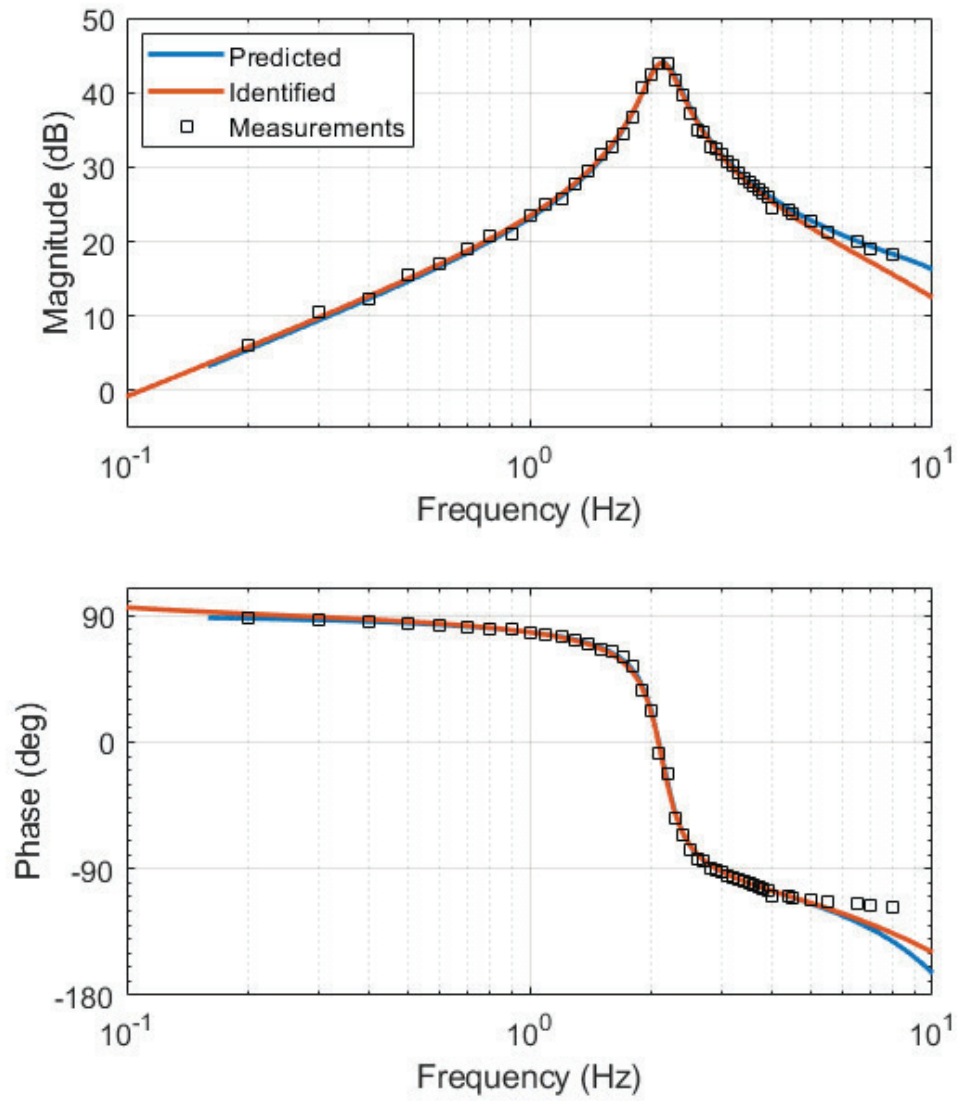 50
40
30
20
10
0
Magnitude (dB)
Predicted
Identified
Measurements
10^-1
10^0
10^1
Frequency (Hz)
90
0
-90
-180
Phase (deg)
10^-1
10^0
10^1
Frequency (Hz)